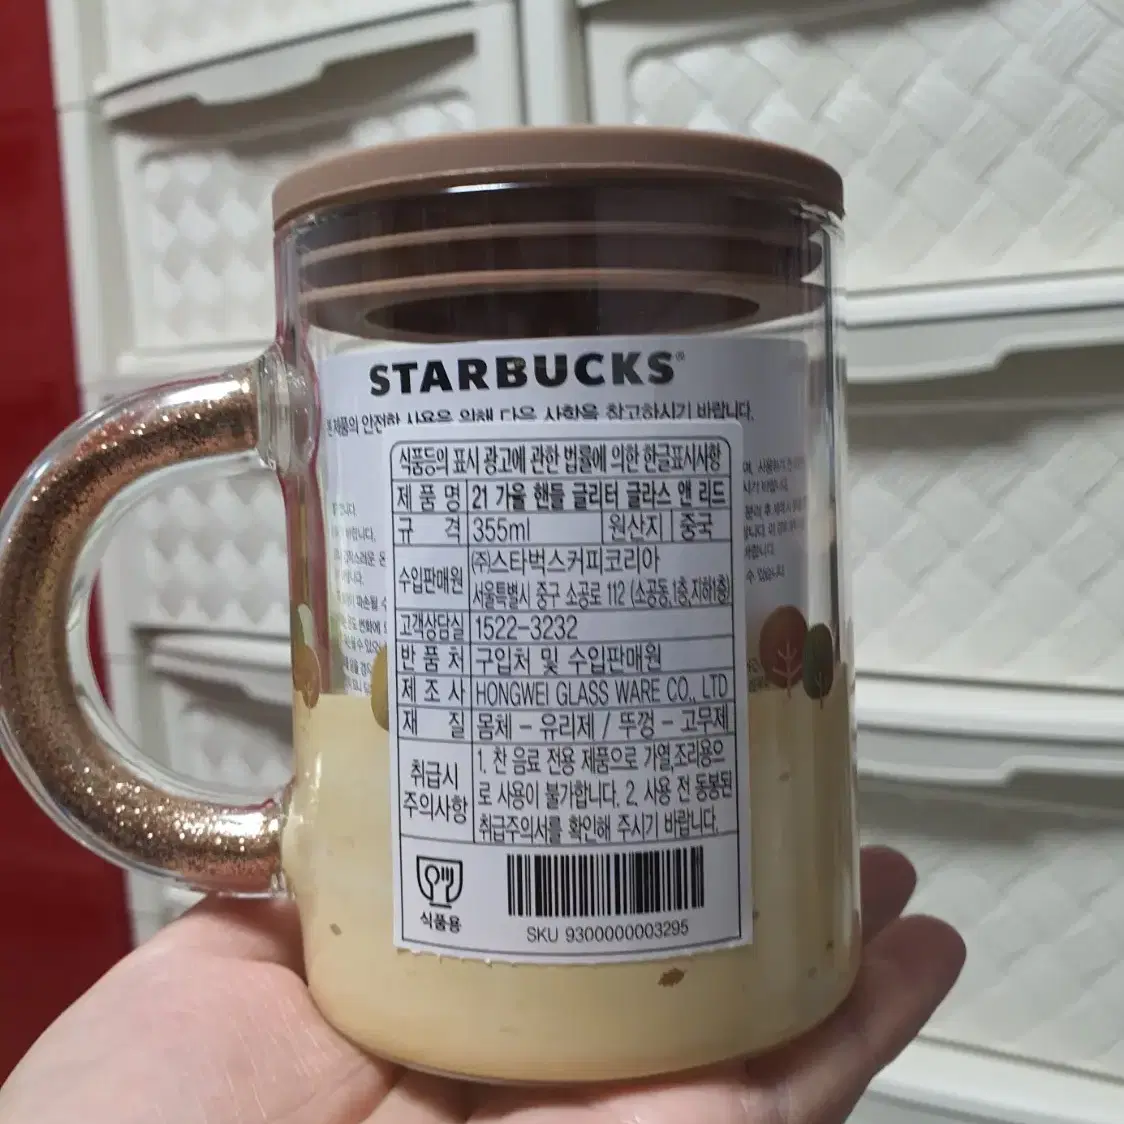 STARBUCKS®
본 제품의 안전한 사용을 위해 다음 사항을 참고하시기 바랍니다.
식품등의 표시 광고에 관한 법률에 의한 한글표시사항
제 품 명 21 가을 핸들 글리터 글라스 앤 리드
규 격 355ml 원산지 중국
수입판매원 (주)스타벅스커피코리아
서울특별시 중구 소공로 112 (소공동,1층,지하1층)
고객상담실 1522-3232
반 품 처 구입처 및 수입판매원
제 조 사 HONGWEI GLASS WARE CO., LTD
재 질 몸체 - 유리제 / 뚜껑 - 고무제
취급시 주의사항
1. 찬 음료 전용 제품으로 가열,조리용으
로 사용이 불가합니다. 2. 사용 전 동봉된
취급주의서를 확인해 주시기 바랍니다.
식품용
SKU 9300000003295